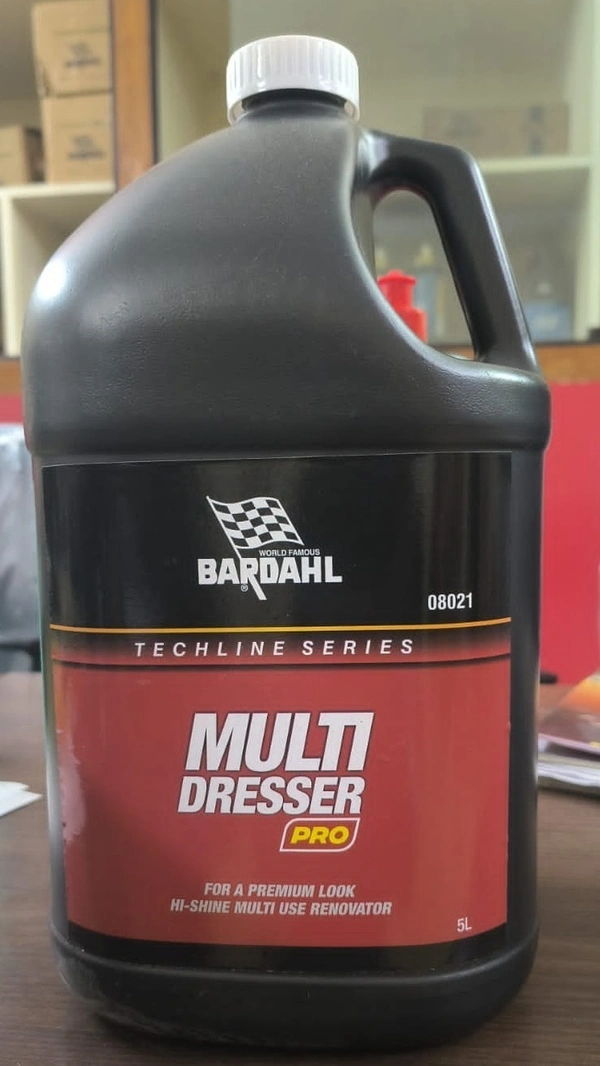 WORLD FAMOUS
BARDAHL
®
08021
TECHLINE SERIES
MULTI
DRESSER
PRO
FOR A PREMIUM LOOK
HI-SHINE MULTI USE RENOVATOR
5L